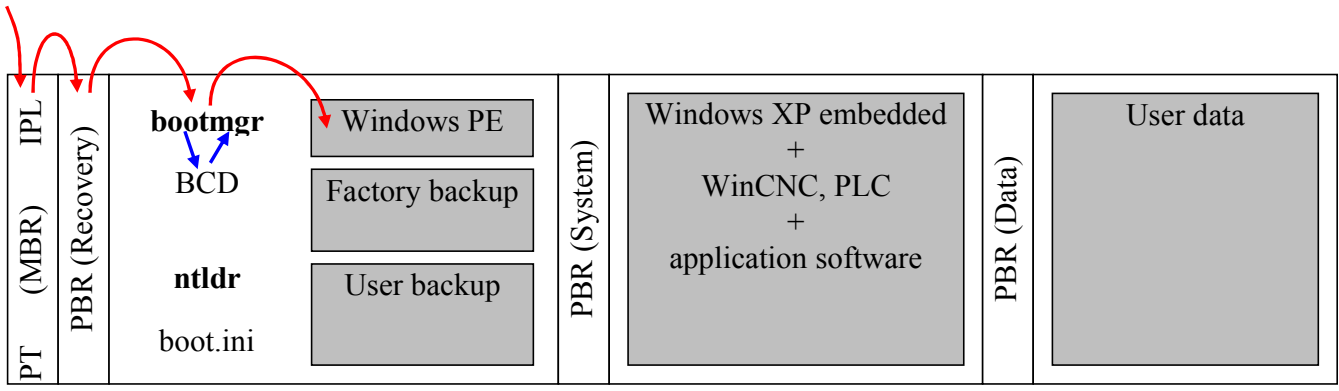 PT (MBR) IPL
PBR (Recovery)
bootmgr
BCD
ntldr
boot.ini
Windows PE
Factory backup
User backup
PBR (System)
Windows XP embedded
+
WinCNC, PLC
+
application software
PBR (Data)
User data